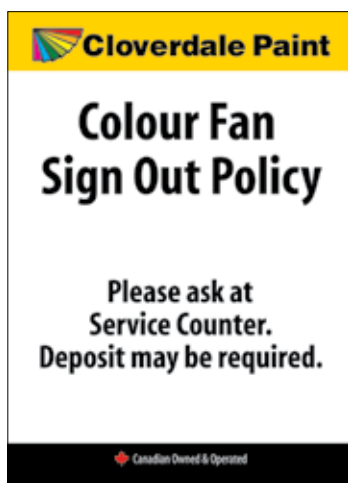 Cloverdale Paint
Colour Fan
Sign Out Policy
Please ask at
Service Counter.
Deposit may be required.
Canadian Owned & Operated